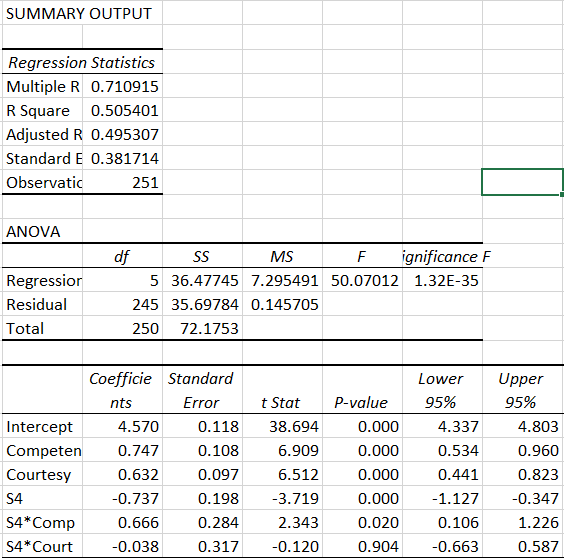 SUMMARY OUTPUT
Regression Statistics
Multiple R 0.710915
R Square 0.505401
Adjusted R 0.495307
Standard E 0.381714
Observatic 251
ANOVA
df SS MS F ignificance F
Regressior 5 36.47745 7.295491 50.07012 1.32E-35
Residual 245 35.69784 0.145705
Total 250 72.1753
Coefficie Standard Lower Upper
nts Error t Stat P-value 95% 95%
Intercept 4.570 0.118 38.694 0.000 4.337 4.803
Competen 0.747 0.108 6.909 0.000 0.534 0.960
Courtesy 0.632 0.097 6.512 0.000 0.441 0.823
S4 -0.737 0.198 -3.719 0.000 -1.127 -0.347
S4*Comp 0.666 0.284 2.343 0.020 0.106 1.226
S4*Court -0.038 0.317 -0.120 0.904 -0.663 0.587